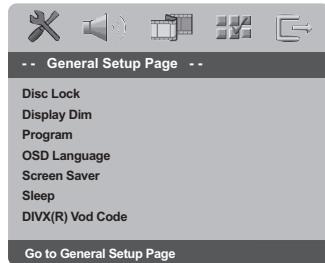 - - General Setup Page - -
Disc Lock
Display Dim
Program
OSD Language
Screen Saver
Sleep
DIVX(R) Vod Code
Go to General Setup Page